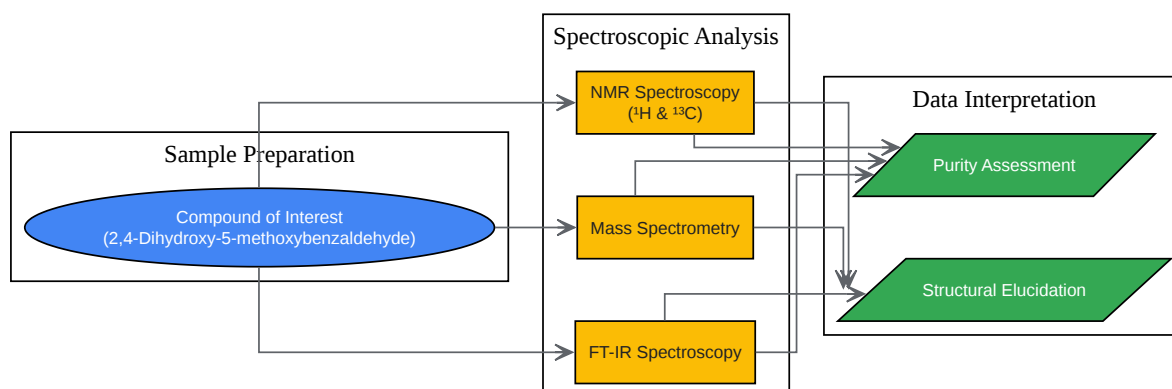 Sample Preparation
Compound of Interest
(2,4-Dihydroxy-5-methoxybenzaldehyde)
Spectroscopic Analysis
NMR Spectroscopy
(¹H & ¹³C)
Mass Spectrometry
FT-IR Spectroscopy
Data Interpretation
Purity Assessment
Structural Elucidation